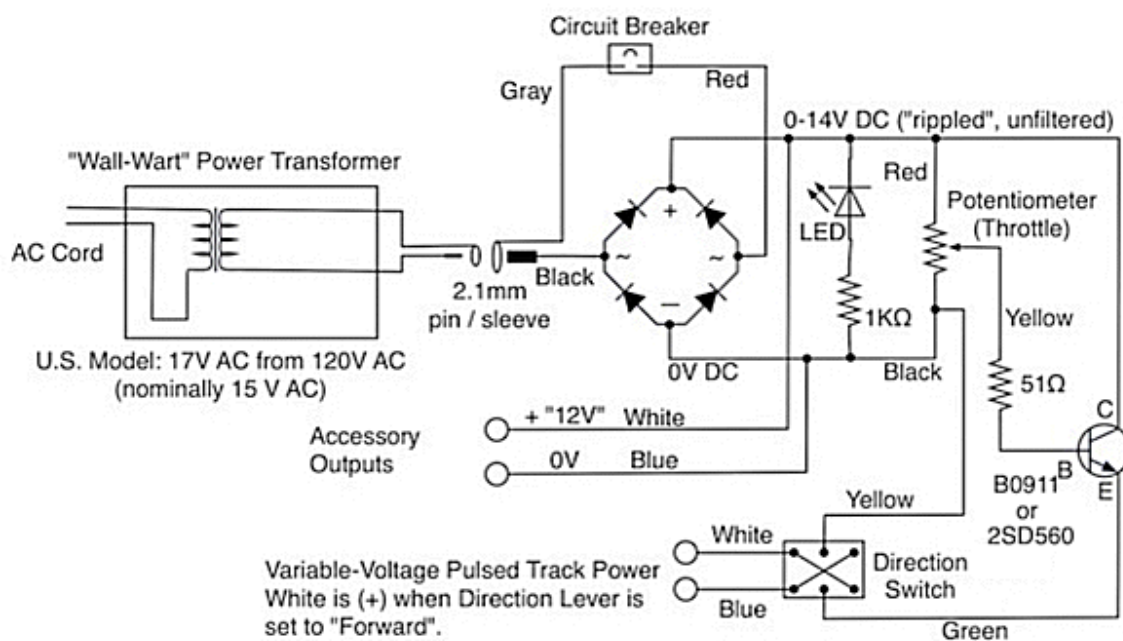 Circuit Breaker
Gray
Red
0-14V DC ("rippled", unfiltered)
"Wall-Wart" Power Transformer
Red
Potentiometer
(Throttle)
+
LED
AC Cord
~
~
Black
2.1mm
pin / sleeve
–
1KΩ
Yellow
U.S. Model: 17V AC from 120V AC
(nominally 15 V AC)
0V DC
Black
51Ω
C
+ "12V" White
Accessory
Outputs
0V Blue
B
E
B0911
or
2SD560
Yellow
White
Direction
Switch
Variable-Voltage Pulsed Track Power
White is (+) when Direction Lever is
set to "Forward".
Blue
Green